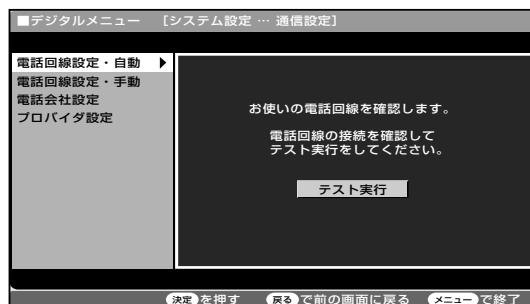 ■デジタルメニュー [システム設定 … 通信設定]
電話回線設定・自動 ▶
電話回線設定・手動
電話会社設定
プロバイダ設定
お使いの電話回線を確認します。
電話回線の接続を確認して
テスト実行をしてください。
テスト実行
決定 を押す 戻る で前の画面に戻る メニュー で終了